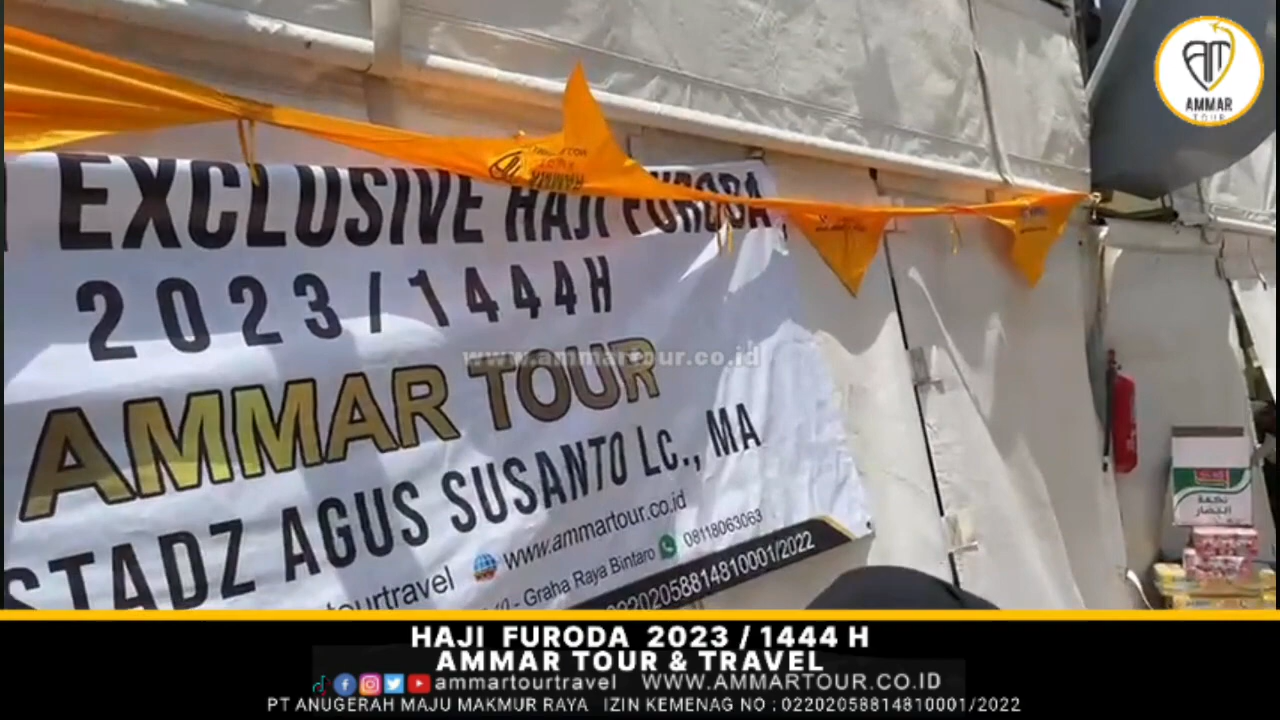 AMMAR
TOUR
EXCLUSIVE HAJI FURODA
2023/1444H
www.ammartour.co.id
AMMAR TOUR
STADZ AGUS SUSANTO Lc., MA
www.ammartour.co.id
tourtravel
- Graha Raya Bintaro 08118063063
02202058814810001/2022
HAJI FURODA 2023 / 1444 H
AMMAR TOUR & TRAVEL
ammartourtravel WWW.AMMARTOUR.CO.ID
PT ANUGERAH MAJU MAKMUR RAYA IZIN KEMENAG NO : 02202058814810001/2022